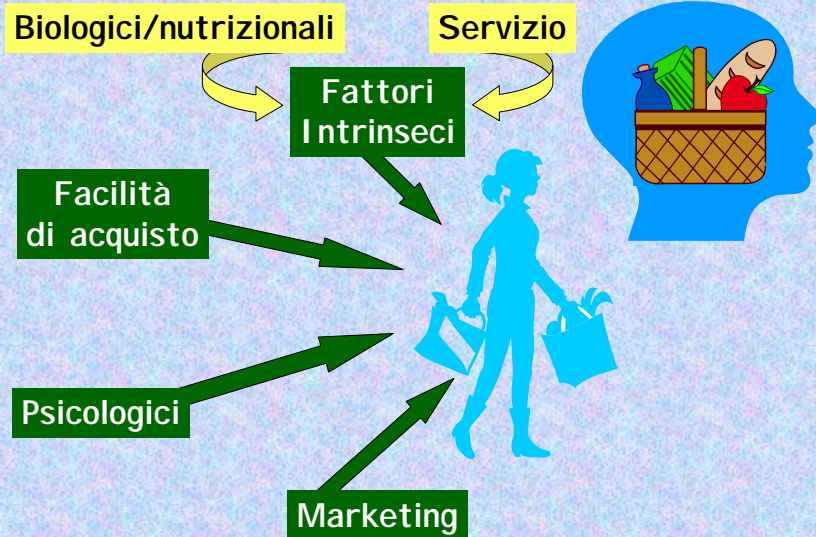 Biologici/nutrizionali
Servizio
Fattori
Intrinseci
Facilità
di acquisto
Psicologici
Marketing